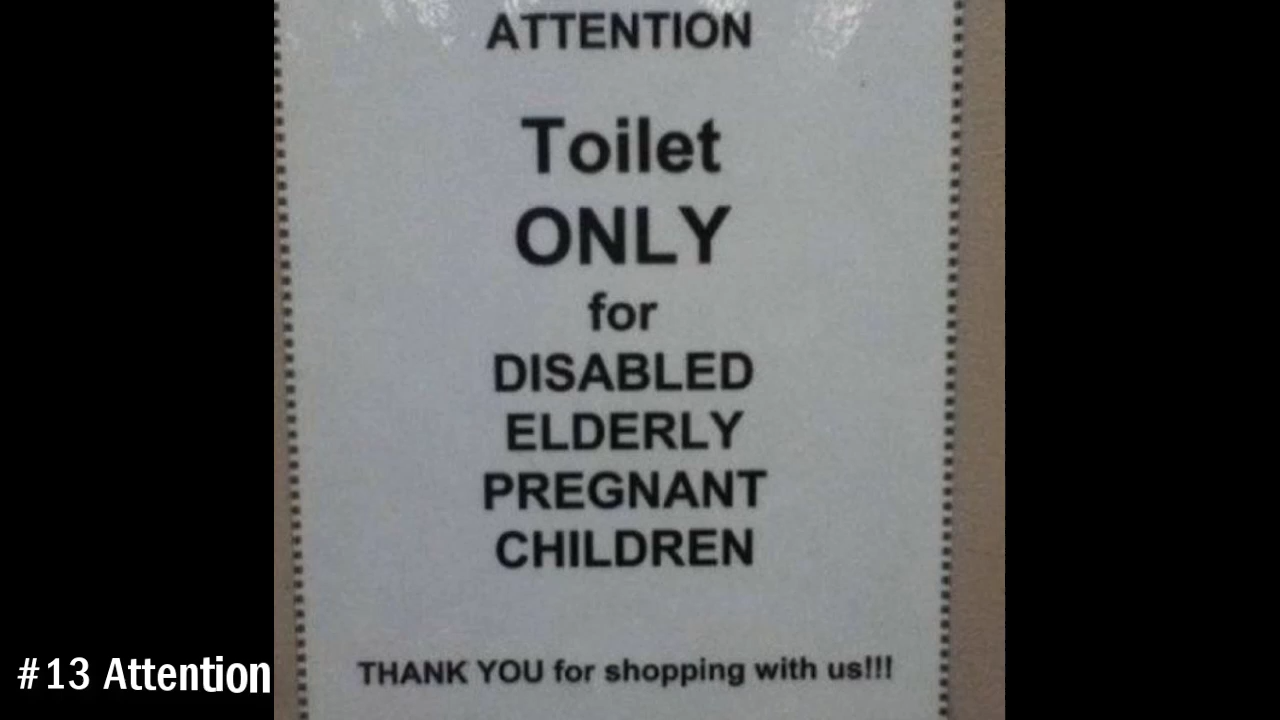 ATTENTION
Toilet
ONLY
for
DISABLED
ELDERLY
PREGNANT
CHILDREN
THANK YOU for shopping with us!!!
#13 Attention